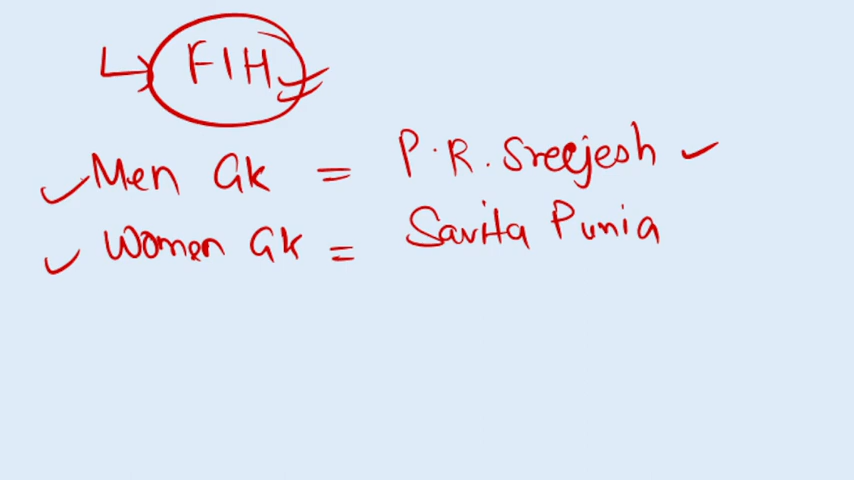 FIH
Men GK = P.R. Sreejesh
Women GK = Savita Punia